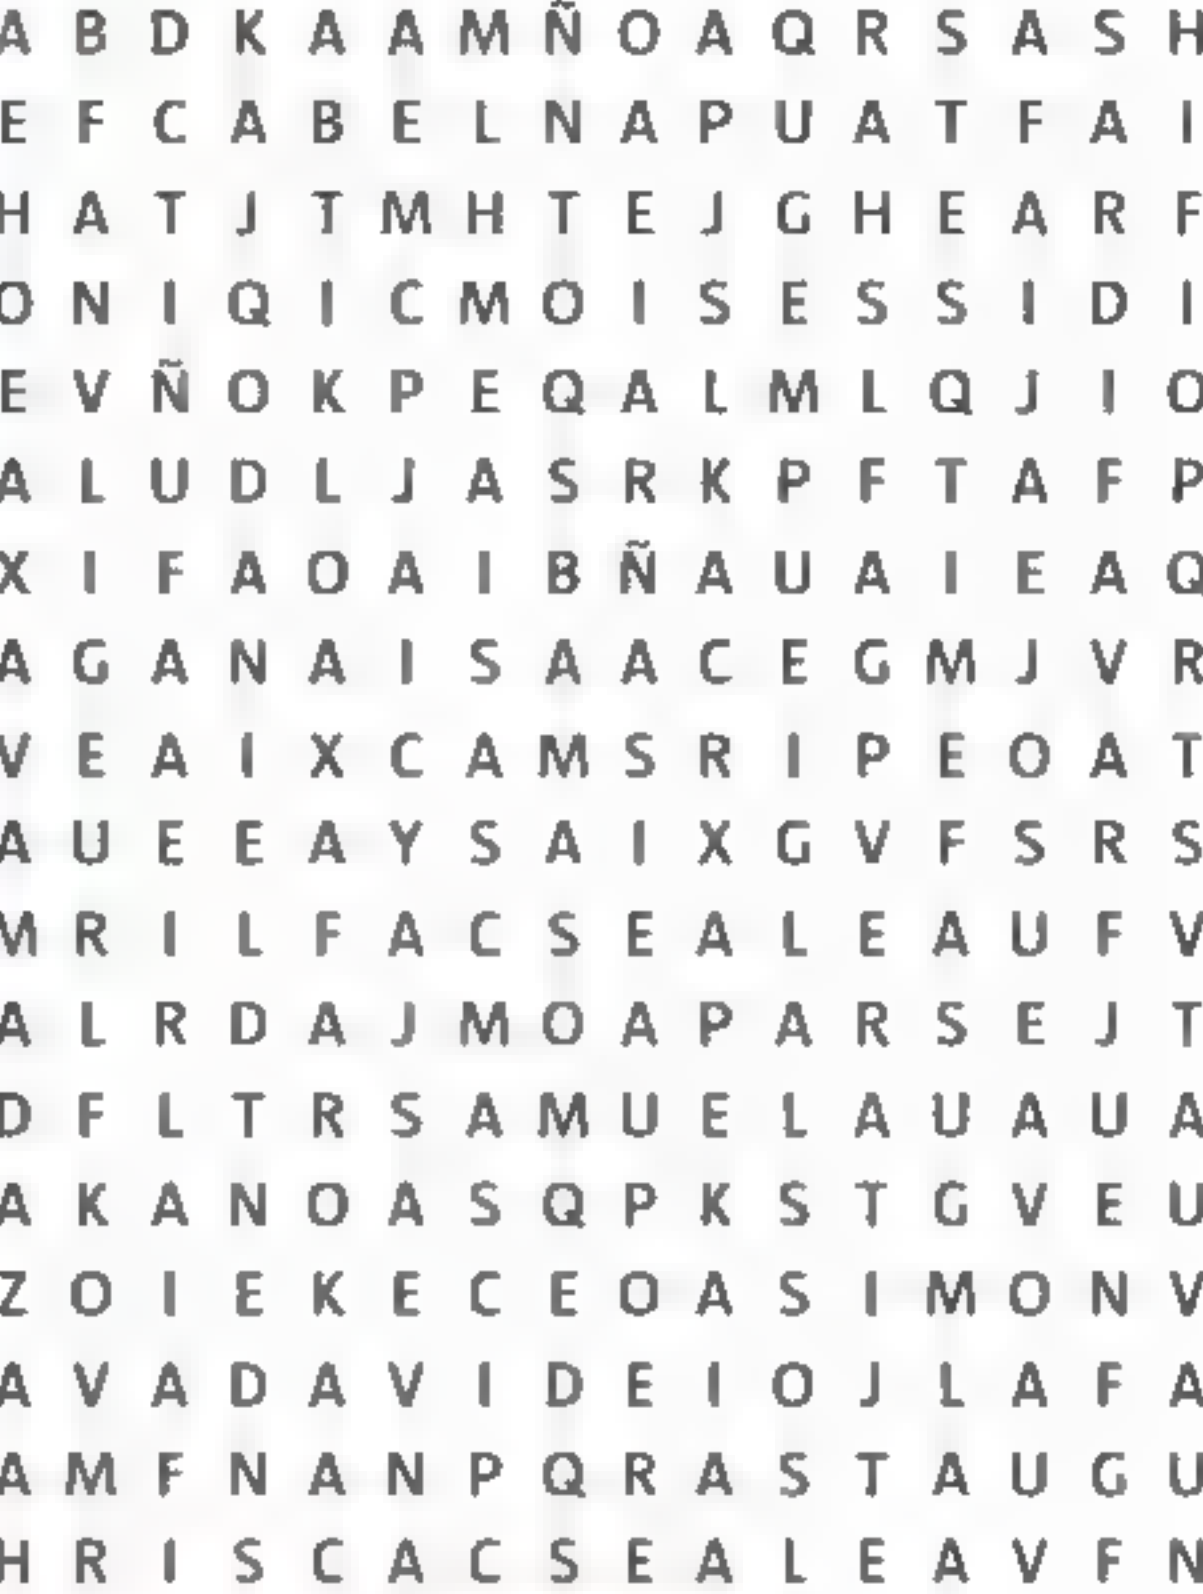 A B D K A A M Ñ O A Q R S A S H
E F C A B E L N A P U A T F A I
H A T J T M H T E J G H E A R F
O N I Q I C M O I S E S S I D I
E V Ñ O K P E Q A L M L Q J I O
A L U D L J A S R K P F T A F P
X I F A O A I B Ñ A U A I E A Q
A G A N A I S A A C E G M J V R
V E A I X C A M S R I P E O A T
A U E E A Y S A I X G V F S R S
M R I L F A C S E A L E A U F V
A L R D A J M O A P A R S E J T
D F L T R S A M U E L A U A U A
A K A N O A S Q P K S T G V E U
Z O I E K E C E O A S I M O N V
A V A D A V I D E I O J L A F A
A M F N A N P Q R A S T A U G U
H R I S C A C S E A L E A V F N